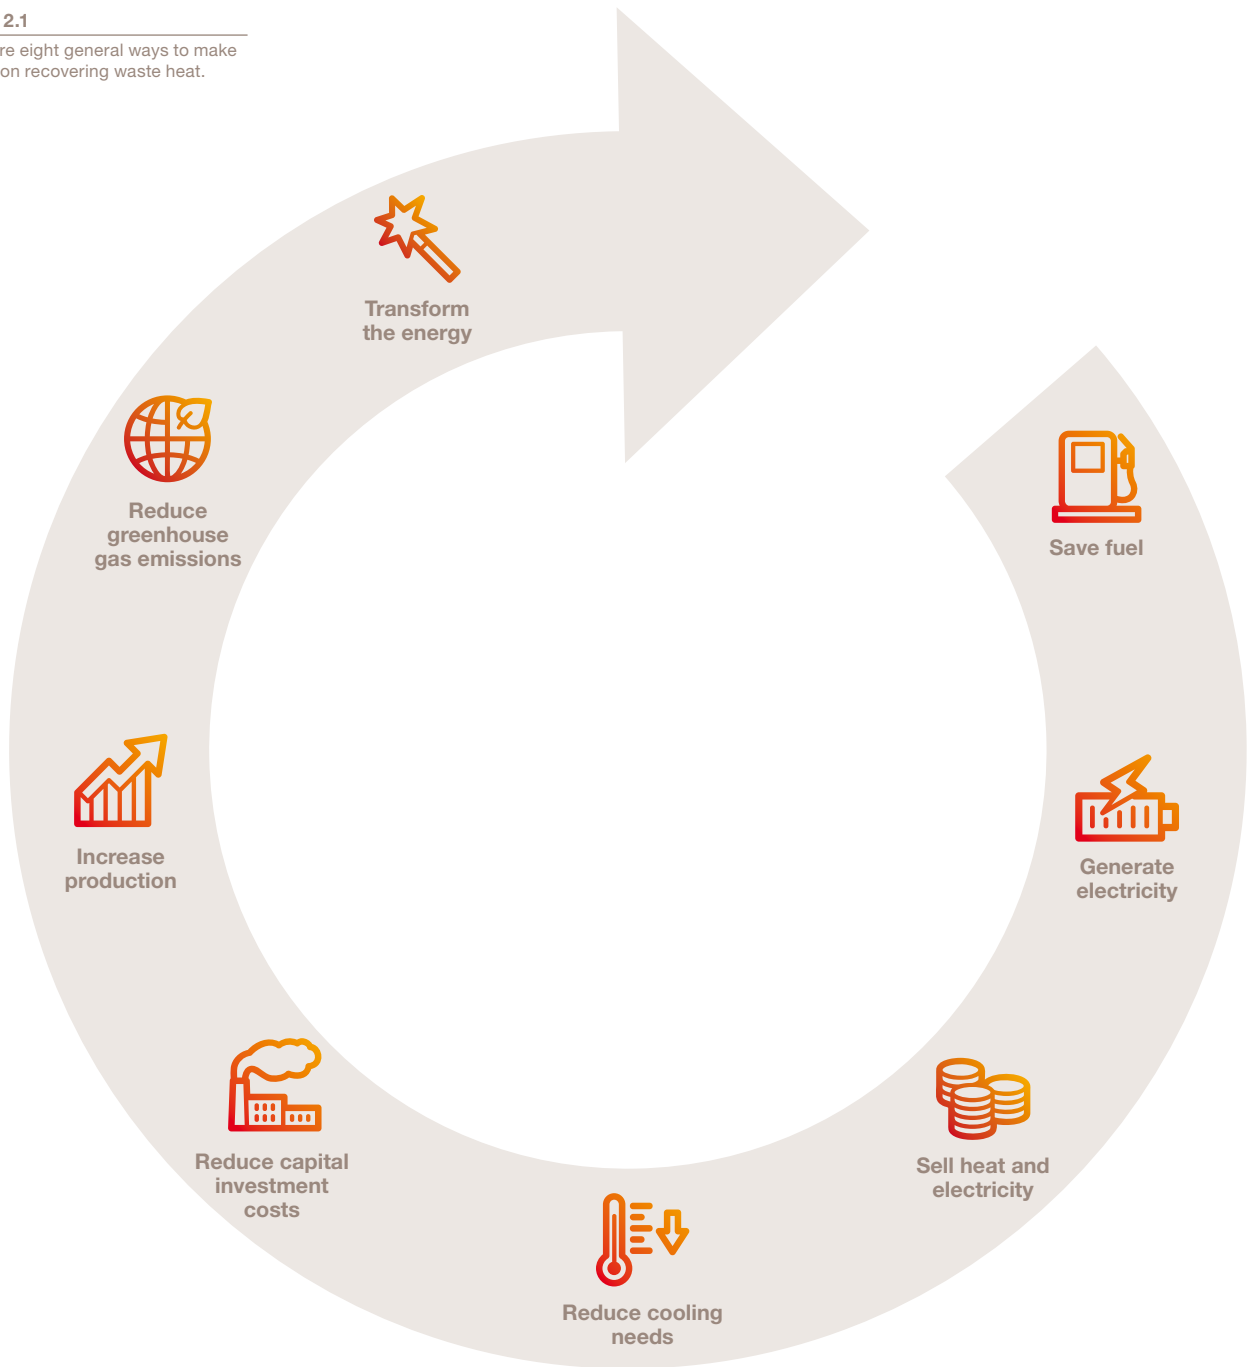 2.1
re eight general ways to make
on recovering waste heat.
Transform
the energy
Reduce
greenhouse
gas emissions
Save fuel
Increase
production
Generate
electricity
Reduce capital
investment
costs
Sell heat and
electricity
Reduce cooling
needs